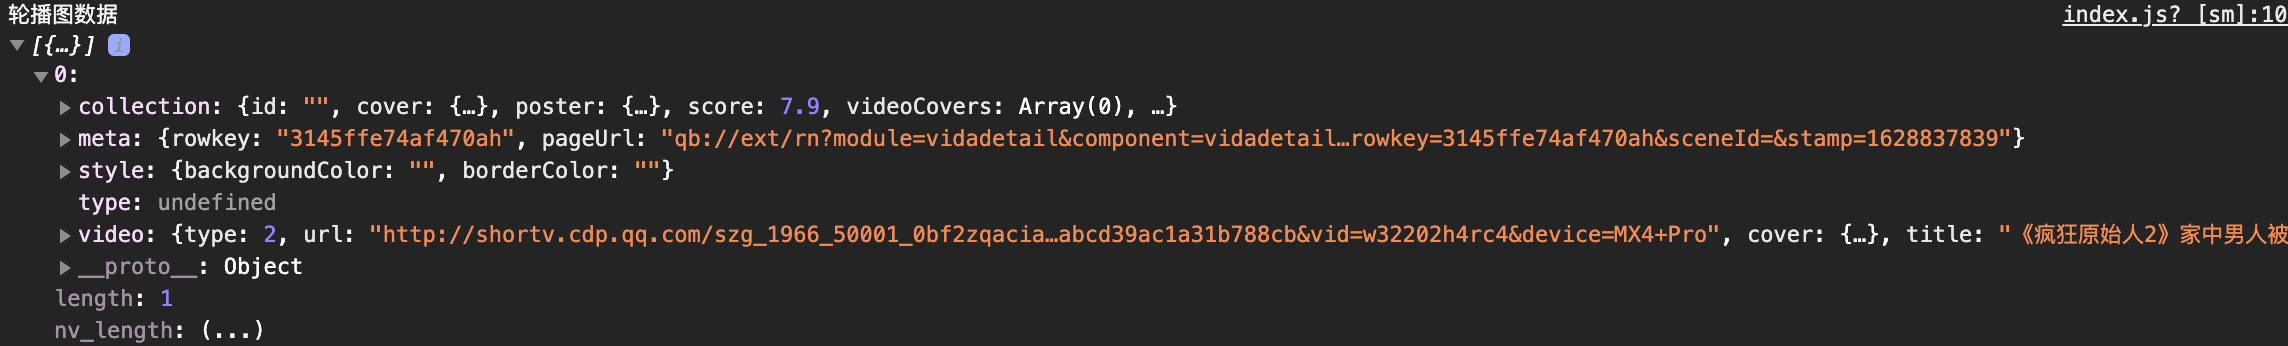 轮播图数据 index.js? [sm]:10
[{…}] i
0:
collection: {id: "", cover: {…}, poster: {…}, score: 7.9, videoCovers: Array(0), …}
meta: {rowkey: "3145ffe74af470ah", pageUrl: "qb://ext/rn?module=vidadetail&component=vidadetail…rowkey=3145ffe74af470ah&sceneId=&stamp=1628837839"}
style: {backgroundColor: "", borderColor: ""}
type: undefined
video: {type: 2, url: "http://shortv.cdp.qq.com/szg_1966_50001_0bf2zqacia…abcd39ac1a31b788cb&vid=w32202h4rc4&device=MX4+Pro", cover: {…}, title: "《疯狂原始人2》家中男人被
__proto__: Object
length: 1
nv_length: (...)